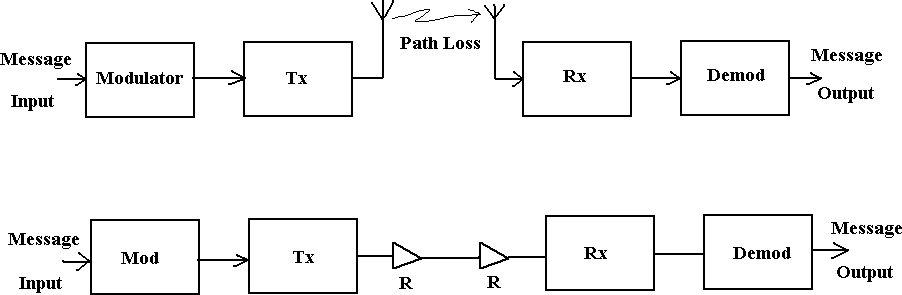 Message
Input
Modulator
Tx
Path Loss
Rx
Demod
Message
Output
Message
Input
Mod
Tx
R
R
Rx
Demod
Message
Output